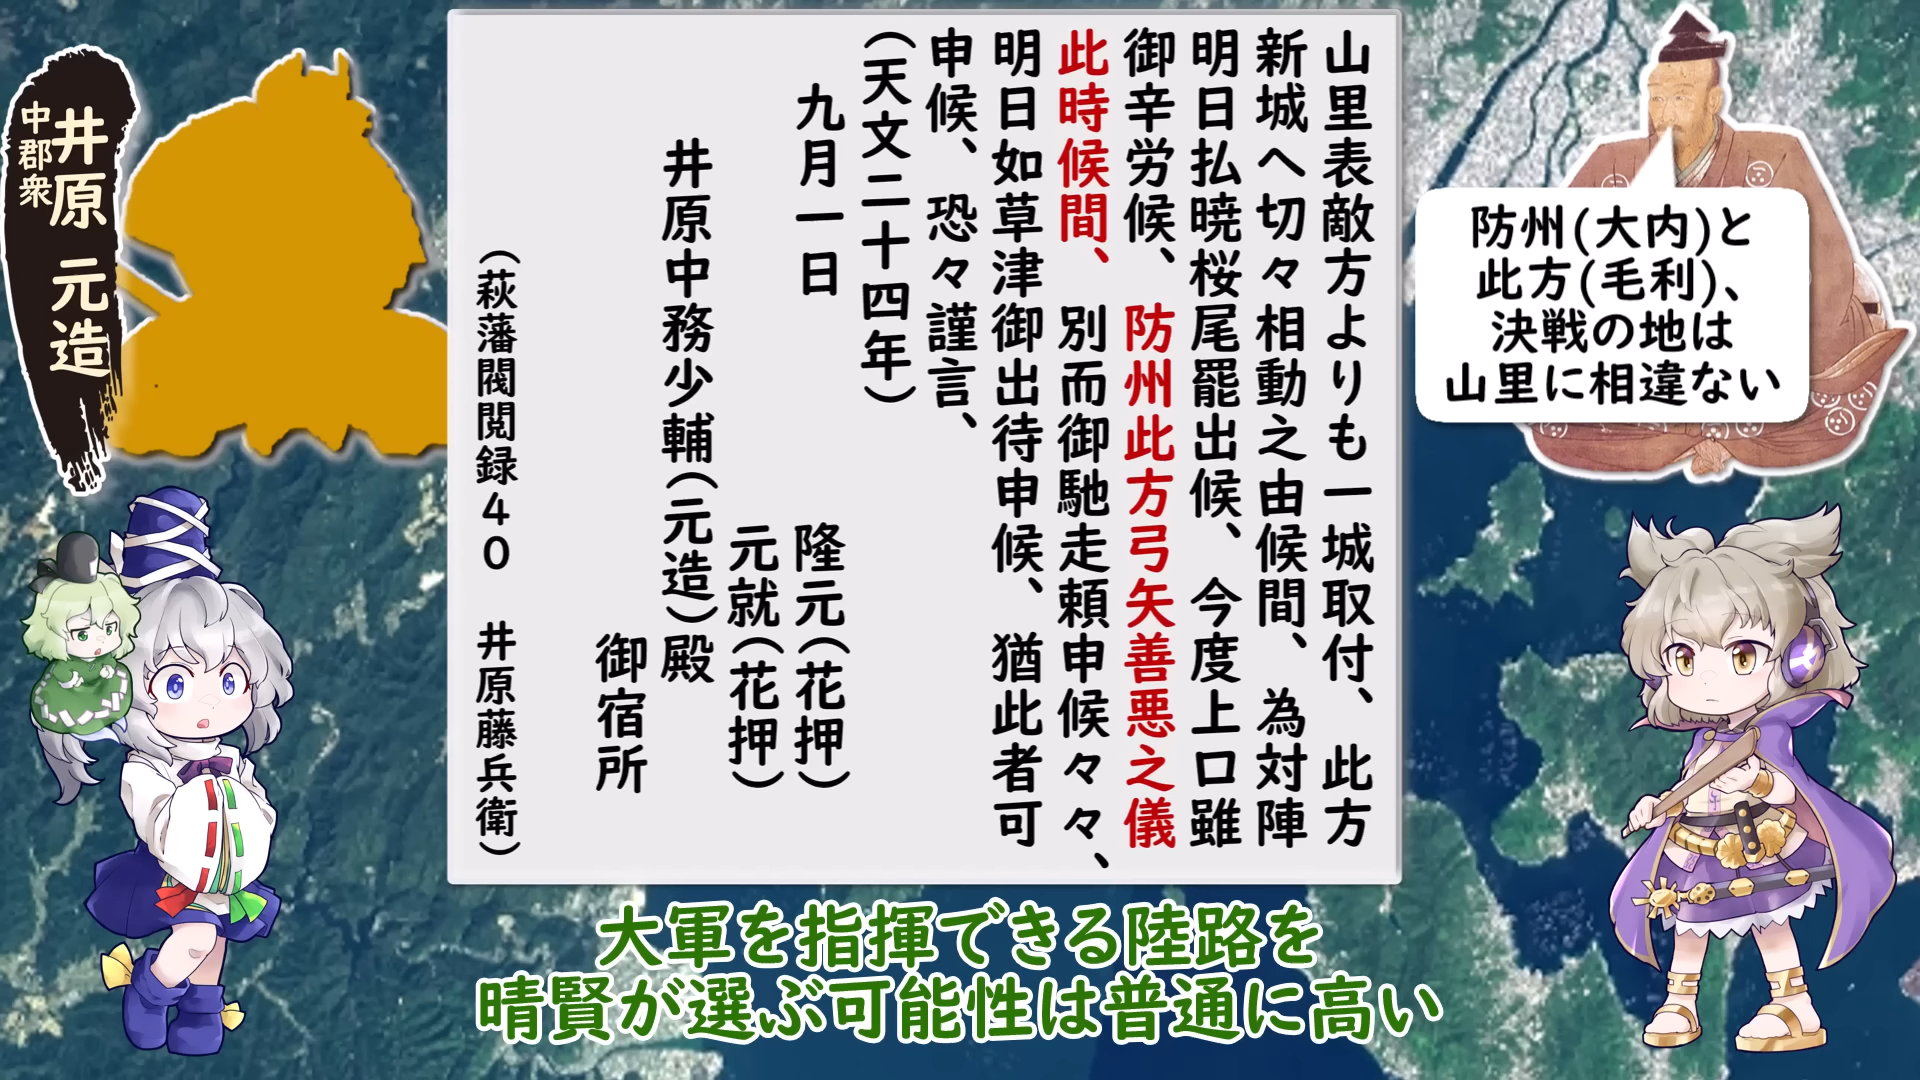 井原 元造
中郡衆
山里表敵方よりも一城取付、此方
新城へ切々相動之由候間、為対陣
明日払暁桜尾罷出候、今度上口雖
御辛労候、防州此方弓矢善悪之儀
此時候間、別而御馳走頼申候々々、
明日如草津御出待申候、猶此者可
申候、恐々謹言、
(天文二十四年)
九月一日
隆元(花押)
元就(花押)
井原中務少輔(元造)殿
御宿所
(萩藩閥閲録40 井原藤兵衛)
防州(大内)と
此方(毛利)、
決戦の地は
山里に相違ない
大軍を指揮できる陸路を
晴賢が選ぶ可能性は普通に高い